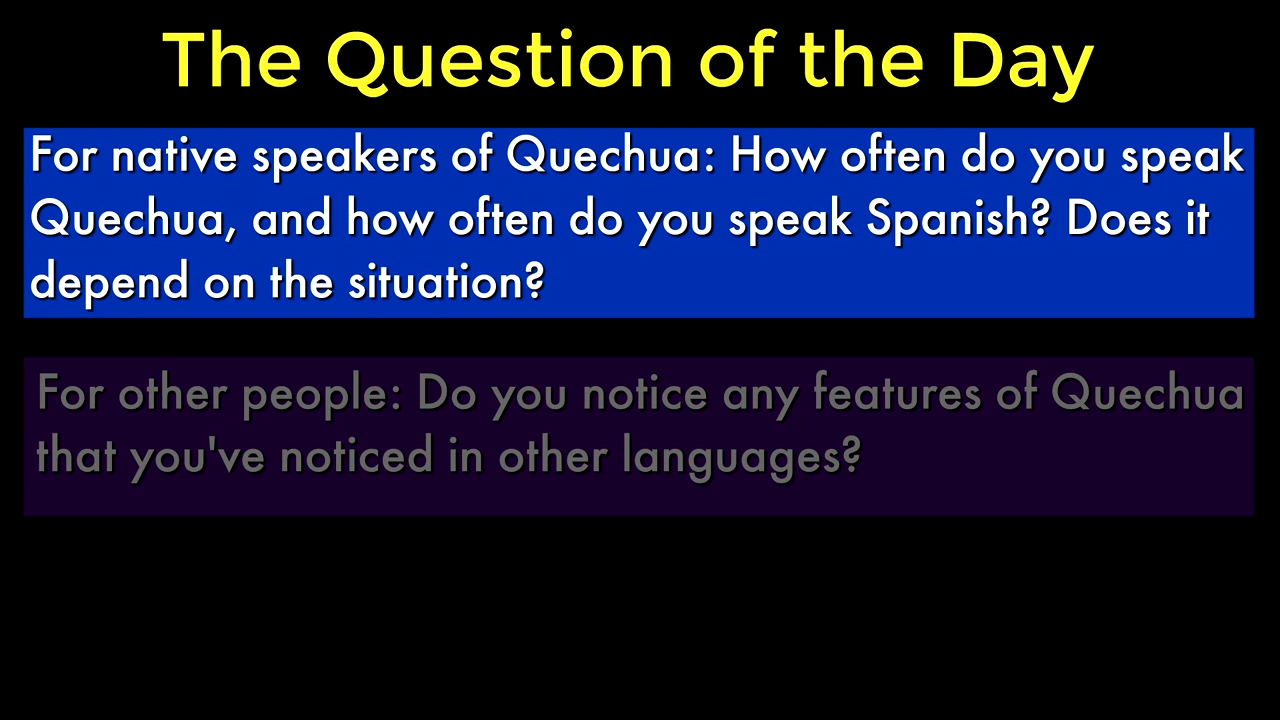 The Question of the Day
For native speakers of Quechua: How often do you speak
Quechua, and how often do you speak Spanish? Does it
depend on the situation?
For other people: Do you notice any features of Quechua
that you've noticed in other languages?